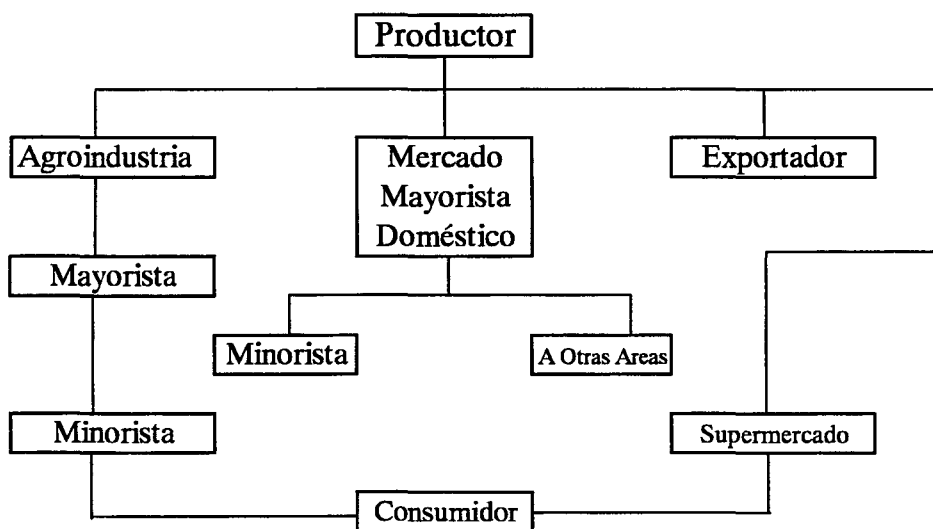 Productor
Agroindustria
Mercado
Mayorista
Doméstico
Exportador
Mayorista
Minorista
A Otras Areas
Minorista
Supermercado
Consumidor